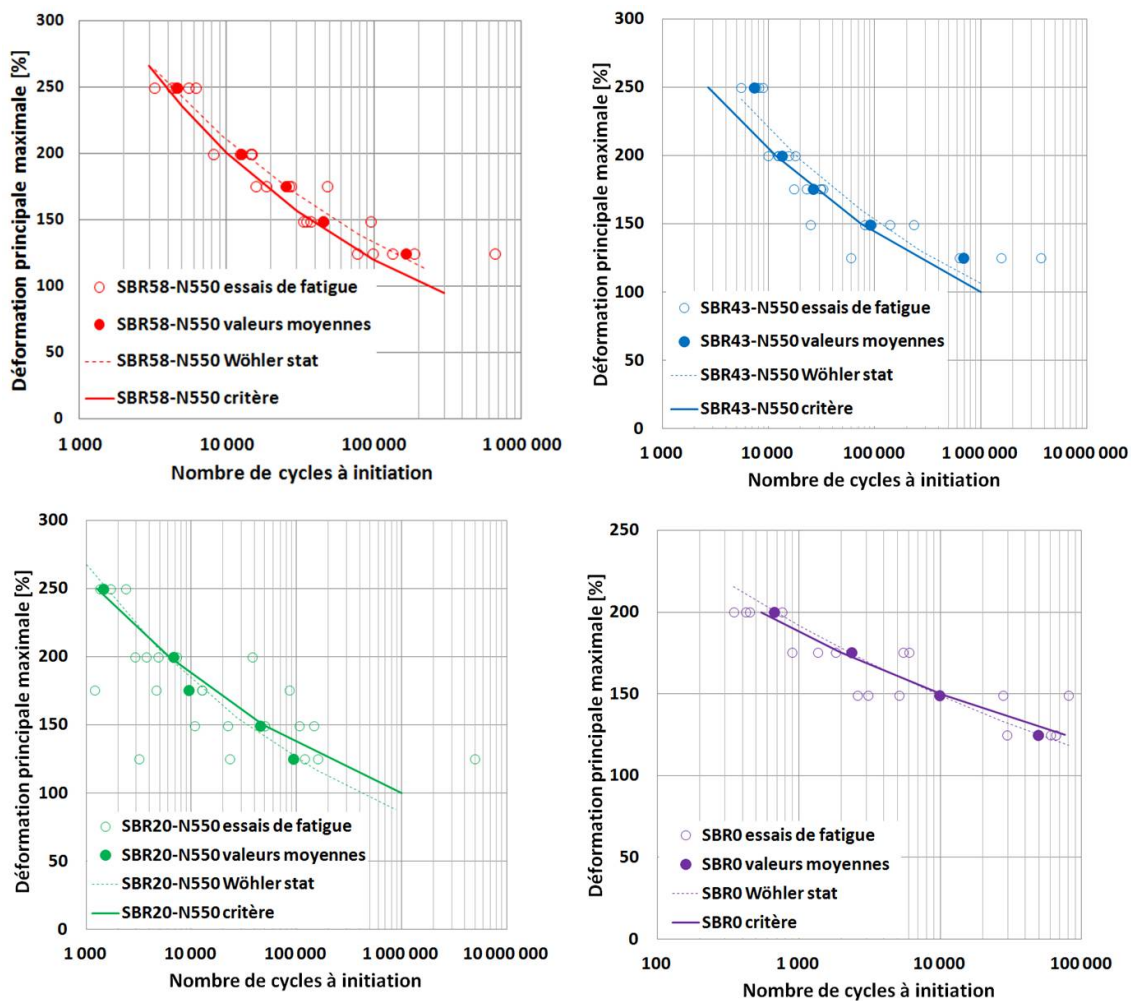 Déformation principale maximale [%]
300
250
200
150
100
50
0
SBR58-N550 essais de fatigue
SBR58-N550 valeurs moyennes
SBR58-N550 Wöhler stat
SBR58-N550 critère
1 000 10 000 100 000 1 000 000
Nombre de cycles à initiation
Déformation principale maximale [%]
300
250
200
150
100
50
0
SBR43-N550 essais de fatigue
SBR43-N550 valeurs moyennes
SBR43-N550 Wöhler stat
SBR43-N550 critère
1 000 10 000 100 000 1 000 000 10 000 000
Nombre de cycles à initiation
Déformation principale maximale [%]
300
250
200
150
100
50
0
SBR20-N550 essais de fatigue
SBR20-N550 valeurs moyennes
SBR20-N550 Wöhler stat
SBR20-N550 critère
1 000 10 000 100 000 1 000 000 10 000 000
Nombre de cycles à initiation
Déformation principale maximale [%]
250
200
150
100
50
0
SBR0 essais de fatigue
SBR0 valeurs moyennes
SBR0 Wöhler stat
SBR0 critère
100 1 000 10 000 100 000
Nombre de cycles à initiation